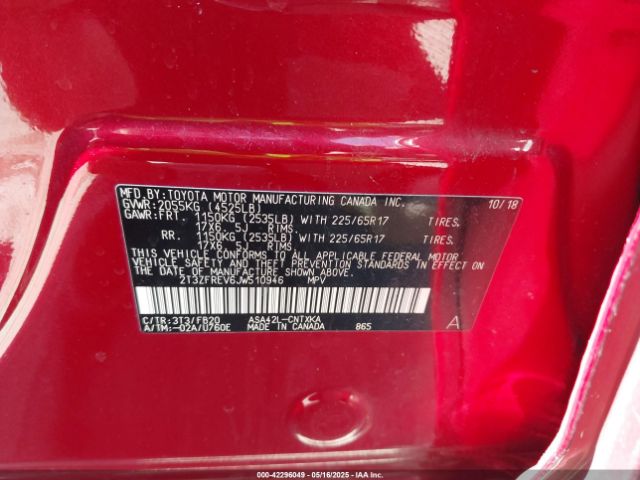 MFD.BY:TOYOTA MOTOR MANUFACTURING CANADA INC. 10/18
GVWR:2055KG (4525LB)
GAWR:FRT. 1150KG (2535LB) WITH 225/65R17 TIRES.
17X6. 5J RIMS
RR. 1150KG (2535LB) WITH 225/65R17 TIRES.
17X6. 5J RIMS
THIS VEHICLE CONFORMS TO ALL APPLICABLE FEDERAL MOTOR
VEHICLE SAFETY AND THEFT PREVENTION STANDARDS IN
EFFECT ON THE DATE OF MANUFACTURE SHOWN ABOVE.
2T3ZFREV6JW510946 MPV
C/TR:3T3/FB20 ASA42L-CNTXKA A
A/TM:-02A/U760E MADE IN CANADA 865
000-42296049 - 05/16/2025 - IAAI.COM